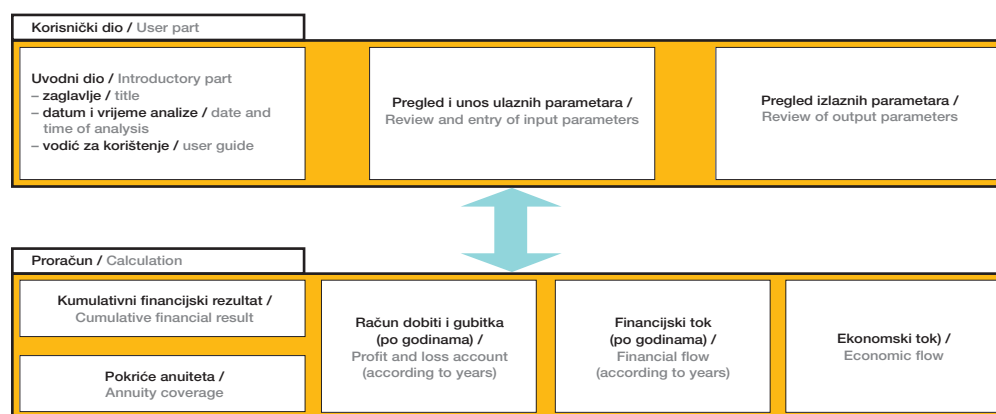 Korisnički dio / User part
Uvodni dio / Introductory part
– zaglavlje / title
– datum i vrijeme analize / date and
time of analysis
– vodić za korištenje / user guide
Pregled i unos ulaznih parametara /
Review and entry of input parameters
Pregled izlaznih parametara /
Review of output parameters
Proračun / Calculation
Kumulativni financijski rezultat /
Cumulative financial result
Pokriće anuiteta /
Annuity coverage
Račun dobiti i gubitka
(po godinama) /
Profit and loss account
(according to years)
Financijski tok
(po godinama) /
Financial flow
(according to years)
Ekonomski tok) /
Economic flow